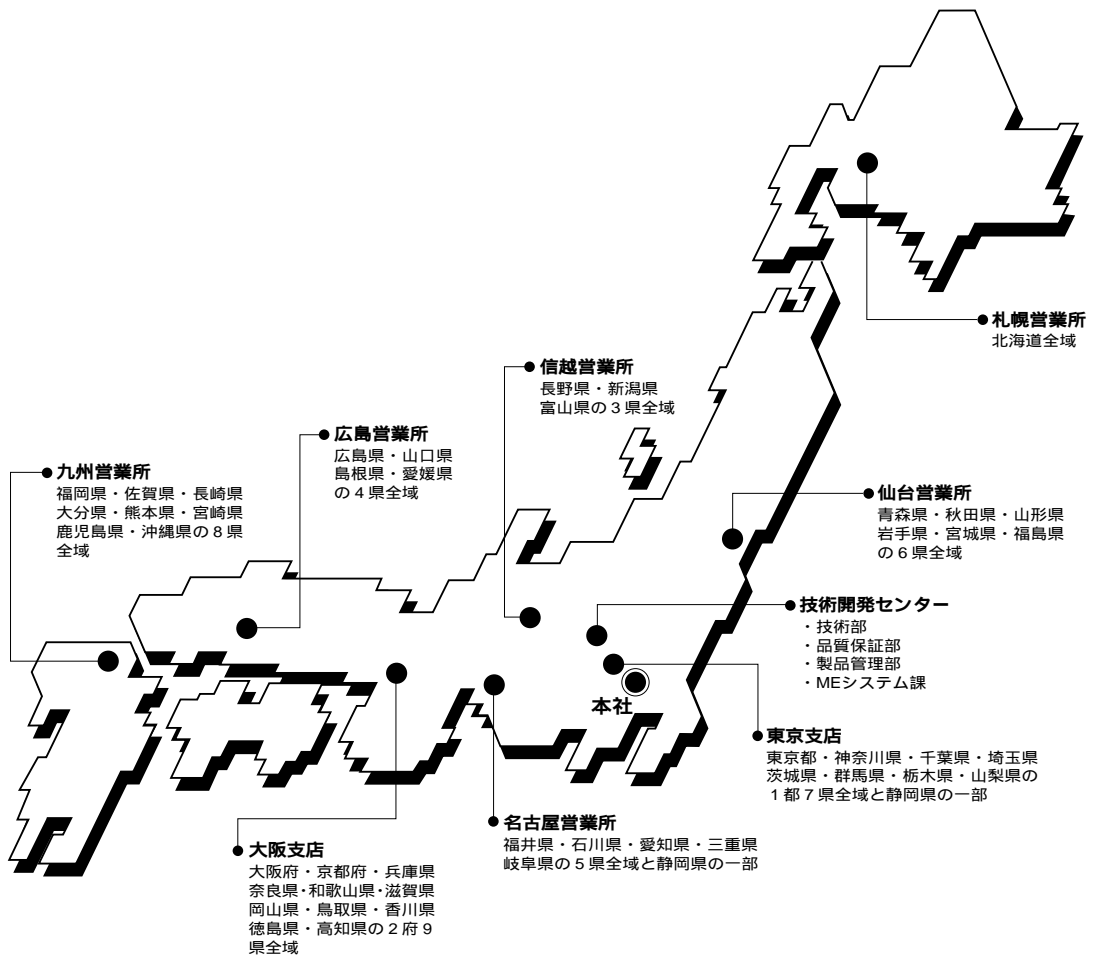 札幌営業所
北海道全域
信越営業所
長野県・新潟県
富山県の３県全域
広島営業所
広島県・山口県
島根県・愛媛県
の４県全域
九州営業所
福岡県・佐賀県・長崎県
大分県・熊本県・宮崎県
鹿児島県・沖縄県の８県
全域
仙台営業所
青森県・秋田県・山形県
岩手県・宮城県・福島県
の６県全域
技術開発センター
・技術部
・品質保証部
・製品管理部
・MEシステム課
本社
東京支店
東京都・神奈川県・千葉県・埼玉県
茨城県・群馬県・栃木県・山梨県の
１都７県全域と静岡県の一部
名古屋営業所
福井県・石川県・愛知県・三重県
岐阜県の５県全域と静岡県の一部
大阪支店
大阪府・京都府・兵庫県
奈良県・和歌山県・滋賀県
岡山県・鳥取県・香川県
徳島県・高知県の２府９
県全域